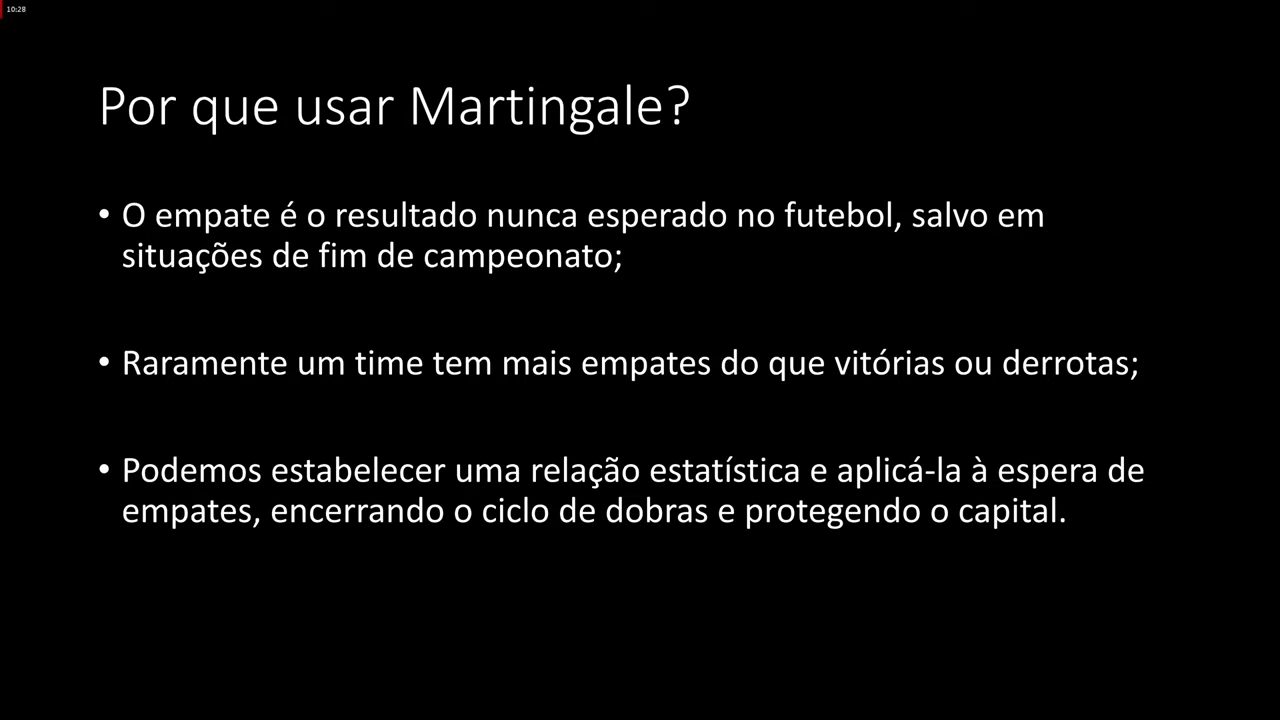 10:28
Por que usar Martingale?
• O empate é o resultado nunca esperado no futebol, salvo em
situações de fim de campeonato;
• Raramente um time tem mais empates do que vitórias ou derrotas;
• Podemos estabelecer uma relação estatística e aplicá-la à espera de
empates, encerrando o ciclo de dobras e protegendo o capital.